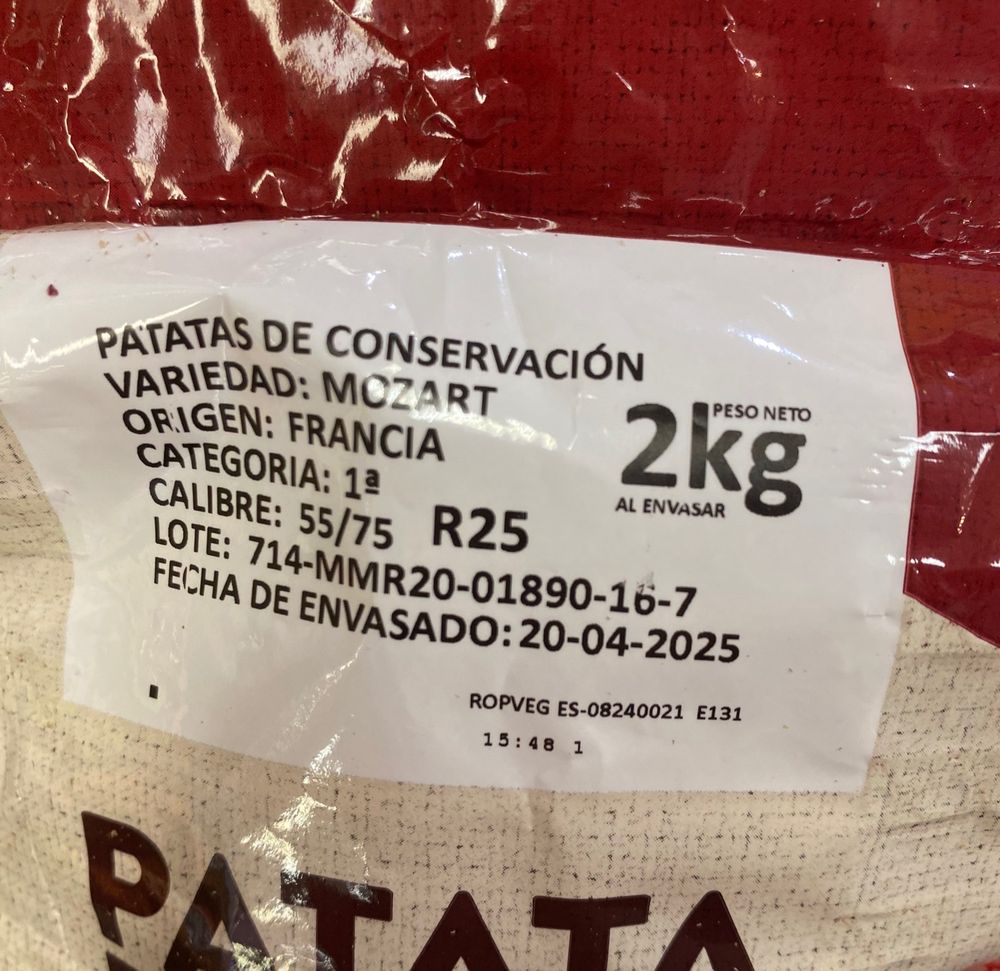 PATATAS DE CONSERVACIÓN
VARIEDAD: MOZART
ORIGEN: FRANCIA
CATEGORIA: 1ª
CALIBRE: 55/75 R25
LOTE: 714-MMR20-01890-16-7
FECHA DE ENVASADO: 20-04-2025
PESO NETO
2kg
AL ENVASAR
ROPVEG ES-08240021 E131
15:48 1
PATATA